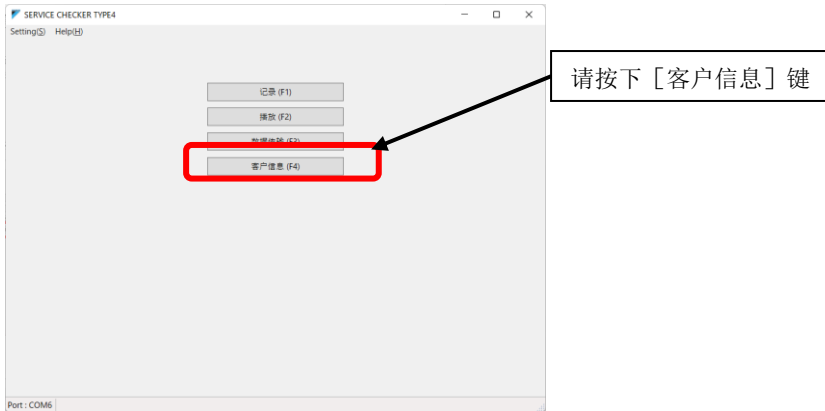 SERVICE CHECKER TYPE4
Setting(S) Help(H)
记录 (F1)
播放 (F2)
(F3)
客户信息 (F4)
请按下［客户信息］键
Port : COM6